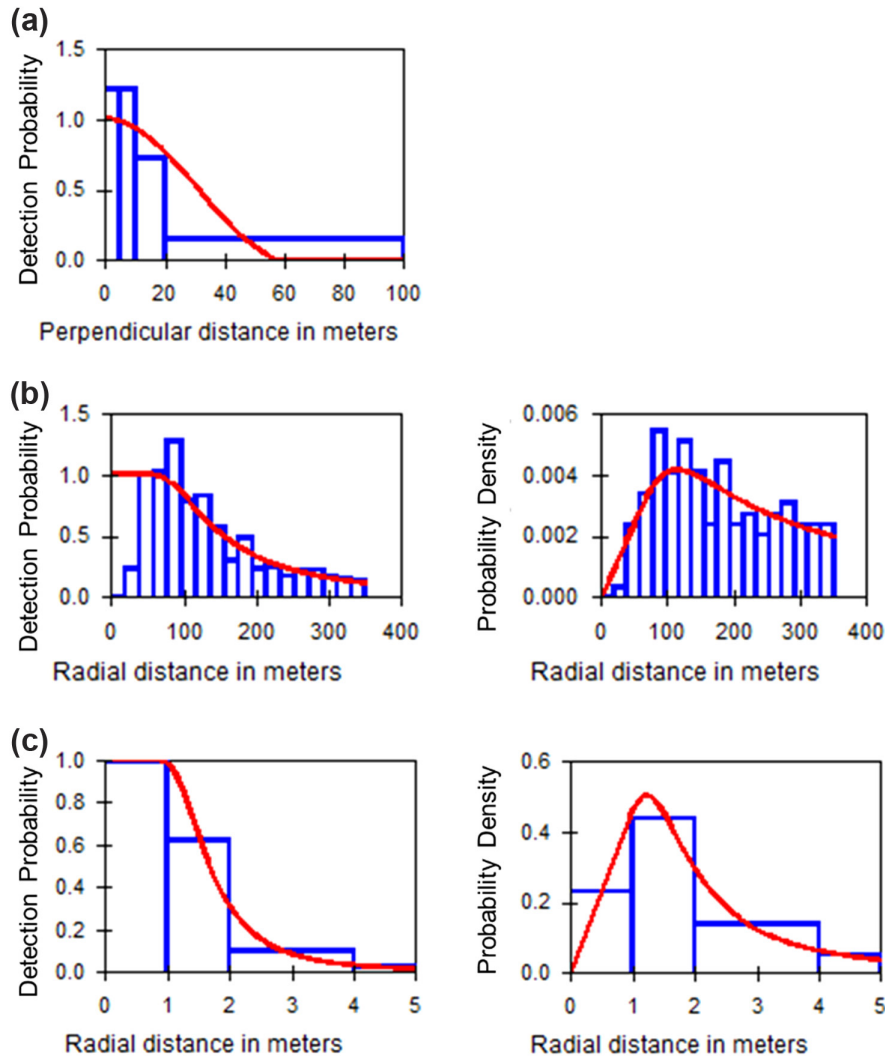 (a)
Detection Probability
1.5
1.0
0.5
0.0
0 20 40 60 80 100
Perpendicular distance in meters
(b)
Detection Probability
1.5
1.0
0.5
0.0
0 100 200 300 400
Radial distance in meters
Probability Density
0.006
0.004
0.002
0.000
0 100 200 300 400
Radial distance in meters
(c)
Detection Probability
1.0
0.8
0.6
0.4
0.2
0.0
0 1 2 3 4 5
Radial distance in meters
Probability Density
0.6
0.4
0.2
0.0
0 1 2 3 4 5
Radial distance in meters